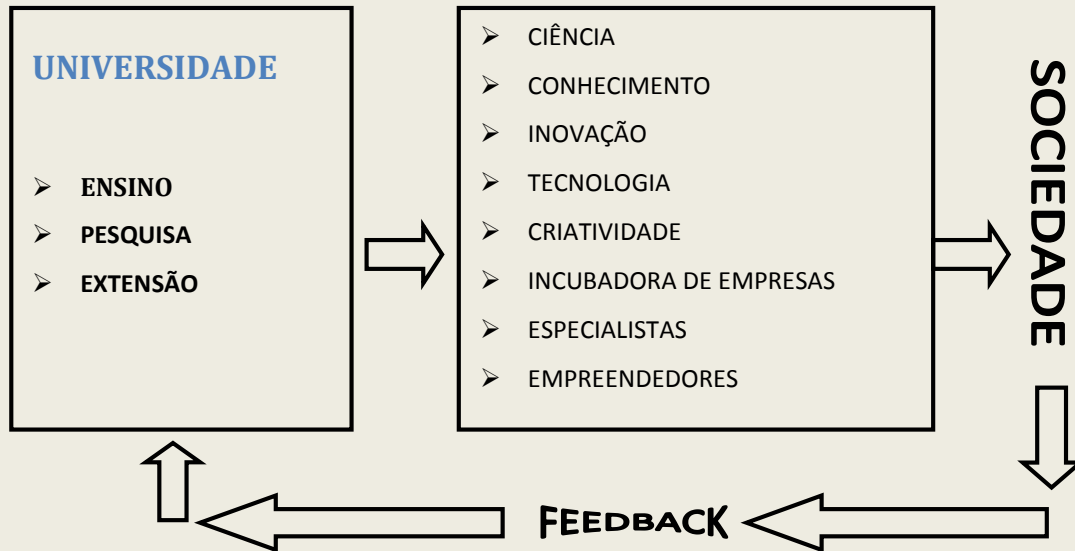 UNIVERSIDADE
ENSINO
PESQUISA
EXTENSÃO
CIÊNCIA
CONHECIMENTO
INOVAÇÃO
TECNOLOGIA
CRIATIVIDADE
INCUBADORA DE EMPRESAS
ESPECIALISTAS
EMPREENDEDORES
SOCIEDADE
FEEDBACK